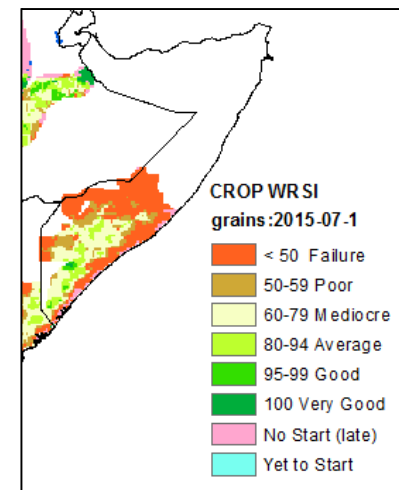 CROP WRSI
grains:2015-07-1
< 50 Failure
50-59 Poor
60-79 Mediocre
80-94 Average
95-99 Good
100 Very Good
No Start (late)
Yet to Start